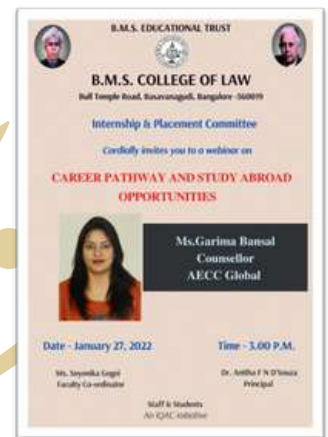 B.M.S. EDUCATIONAL TRUST
B.M.S. COLLEGE OF LAW
Bull Temple Road, Basavanagudi, Bangalore -560019
Internship & Placement Committee
Cordially invites you to a webinar on
CAREER PATHWAY AND STUDY ABROAD
OPPORTUNITIES
Ms.Garima Bansal
Counsellor
AECC Global
Date - January 27, 2022 Time - 3.00 P.M.
Ms. Dr. Anitha F N D'Souza
Faculty Co-ordinator Principal
Staff & Students
An IQAC Initiative